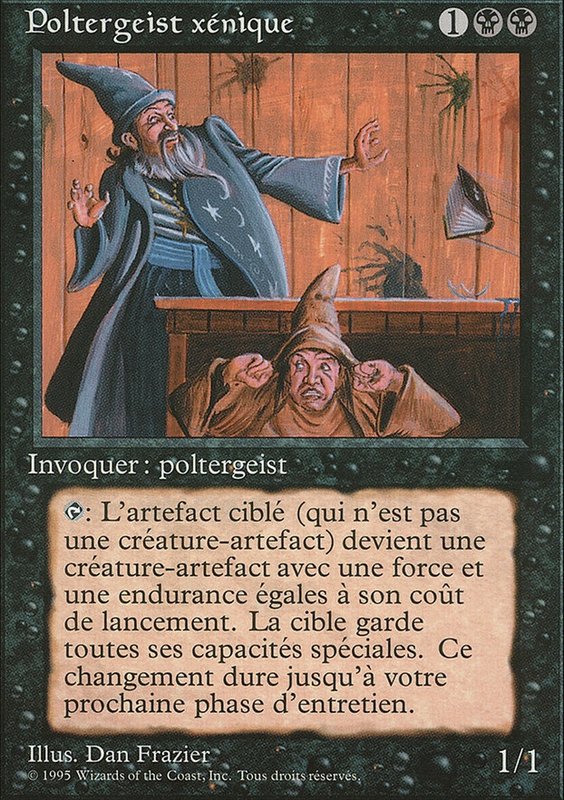 Poltergeist xénique 1
Invoquer : poltergeist
: L'artefact ciblé (qui n'est pas
une créature-artefact) devient une
créature-artefact avec une force et
une endurance égales à son coût
de lancement. La cible garde
toutes ses capacités spéciales. Ce
changement dure jusqu'à votre
prochaine phase d'entretien.
Illus. Dan Frazier
1/1
© 1995 Wizards of the Coast, Inc. Tous droits réservés.